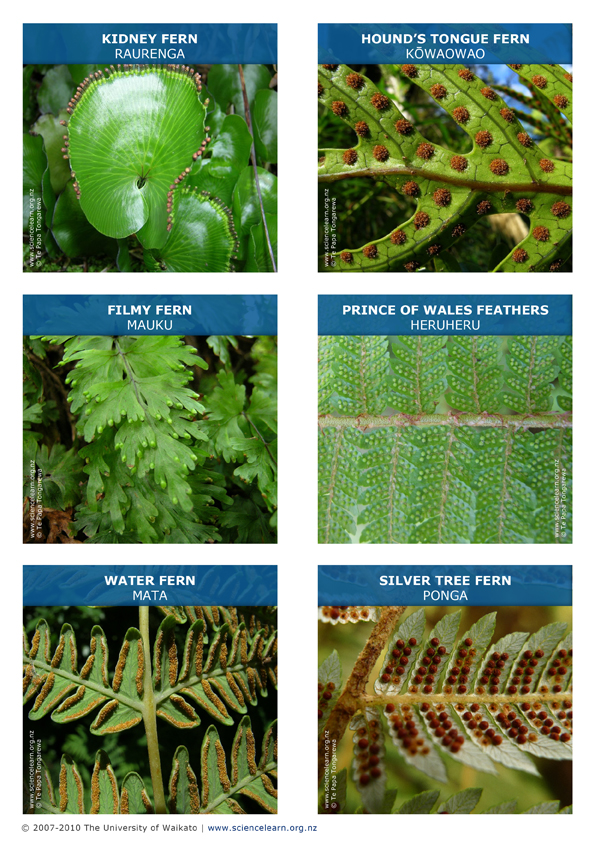 KIDNEY FERN
RAURENGA
www.sciencelearn.org.nz
© Te Papa Tongarewa
HOUND'S TONGUE FERN
KŌWAOWAO
www.sciencelearn.org.nz
© Te Papa Tongarewa
FILMY FERN
MAUKU
www.sciencelearn.org.nz
© Te Papa Tongarewa
PRINCE OF WALES FEATHERS
HERUHERU
www.sciencelearn.org.nz
© Te Papa Tongarewa
WATER FERN
MATA
www.sciencelearn.org.nz
© Te Papa Tongarewa
SILVER TREE FERN
PONGA
www.sciencelearn.org.nz
© Te Papa Tongarewa
© 2007-2010 The University of Waikato | www.sciencelearn.org.nz